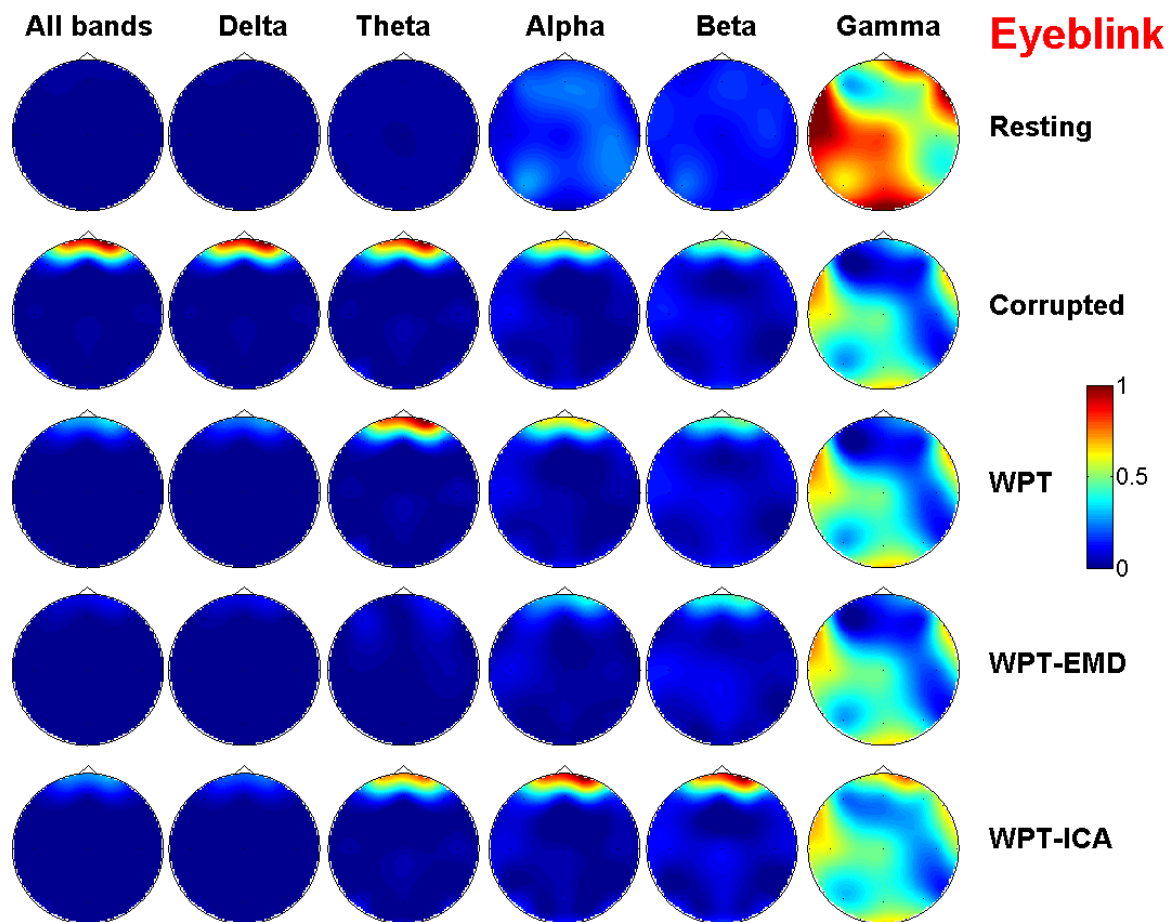 All bands Delta Theta Alpha Beta Gamma Eyeblink
Resting
Corrupted
1
0.5
WPT
0
WPT-EMD
WPT-ICA